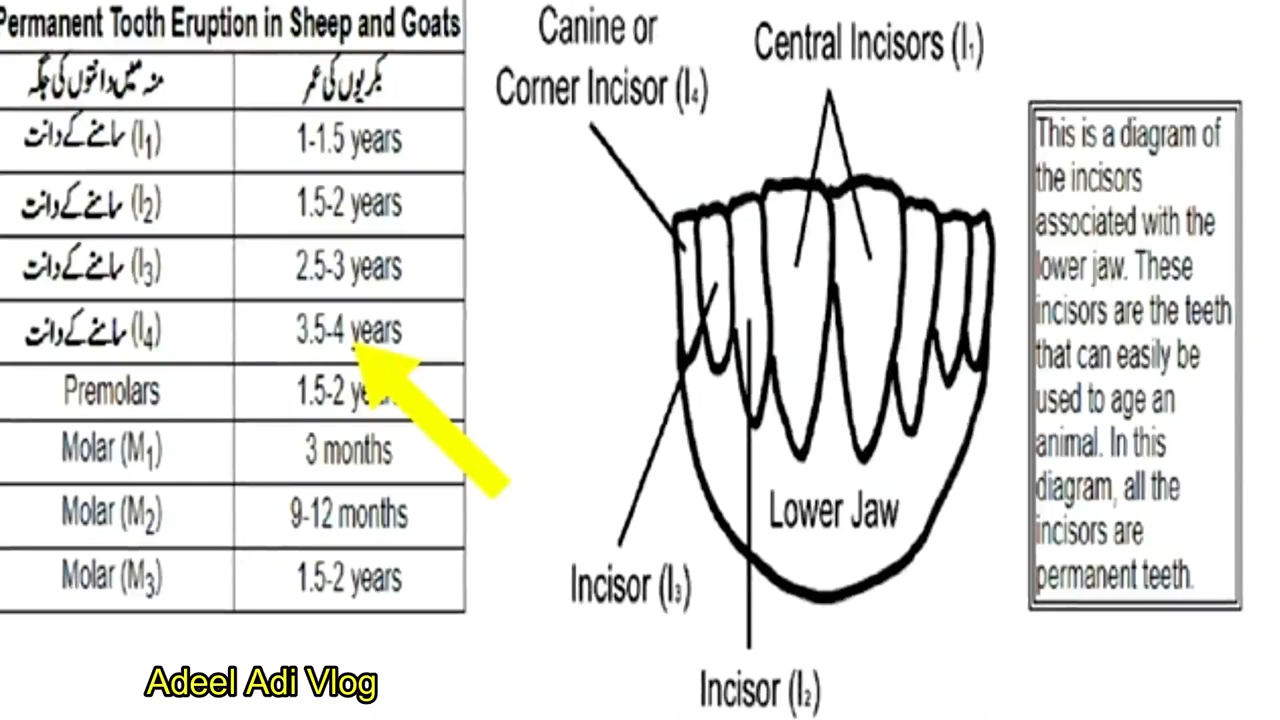 Permanent Tooth Eruption in Sheep and Goats
منہ میں دانتوں کی جگہ
بکریوں کی عمر
سامنے کے دانت (I₁)
1-1.5 years
سامنے کے دانت (I₂)
1.5-2 years
سامنے کے دانت (I₃)
2.5-3 years
سامنے کے دانت (I₄)
3.5-4 years
Premolars
1.5-2
Molar (M₁)
3 months
Molar (M₂)
9-12 months
Molar (M₃)
1.5-2 years
Canine or
Corner Incisor (I₄)
Central Incisors (I₁)
Lower Jaw
Incisor (I₃)
Incisor (I₂)
This is a diagram of
the incisors
associated with the
lower jaw. These
incisors are the teeth
that can easily be
used to age an
animal. In this
diagram, all the
incisors are
permanent teeth.
Adeel Adi Vlog